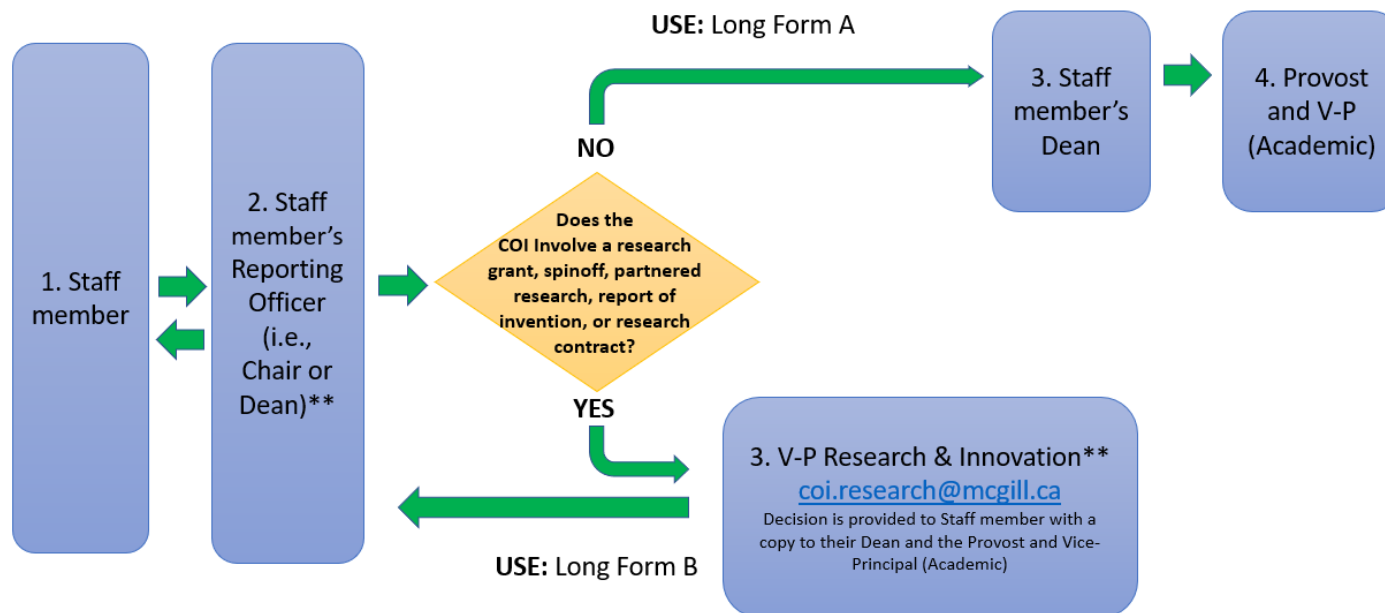 USE: Long Form A
1. Staff
member
2. Staff
member’s
Reporting
Officer
(i.e.,
Chair or
Dean)**
NO
Does the
COI Involve a research
grant, spinoff, partnered
research, report of
invention, or research
contract?
YES
3. Staff
member’s
Dean
4. Provost
and V-P
(Academic)
3. V-P Research & Innovation**
coi.research@mcgill.ca
Decision is provided to Staff member with a
copy to their Dean and the Provost and Vice-
Principal (Academic)
USE: Long Form B